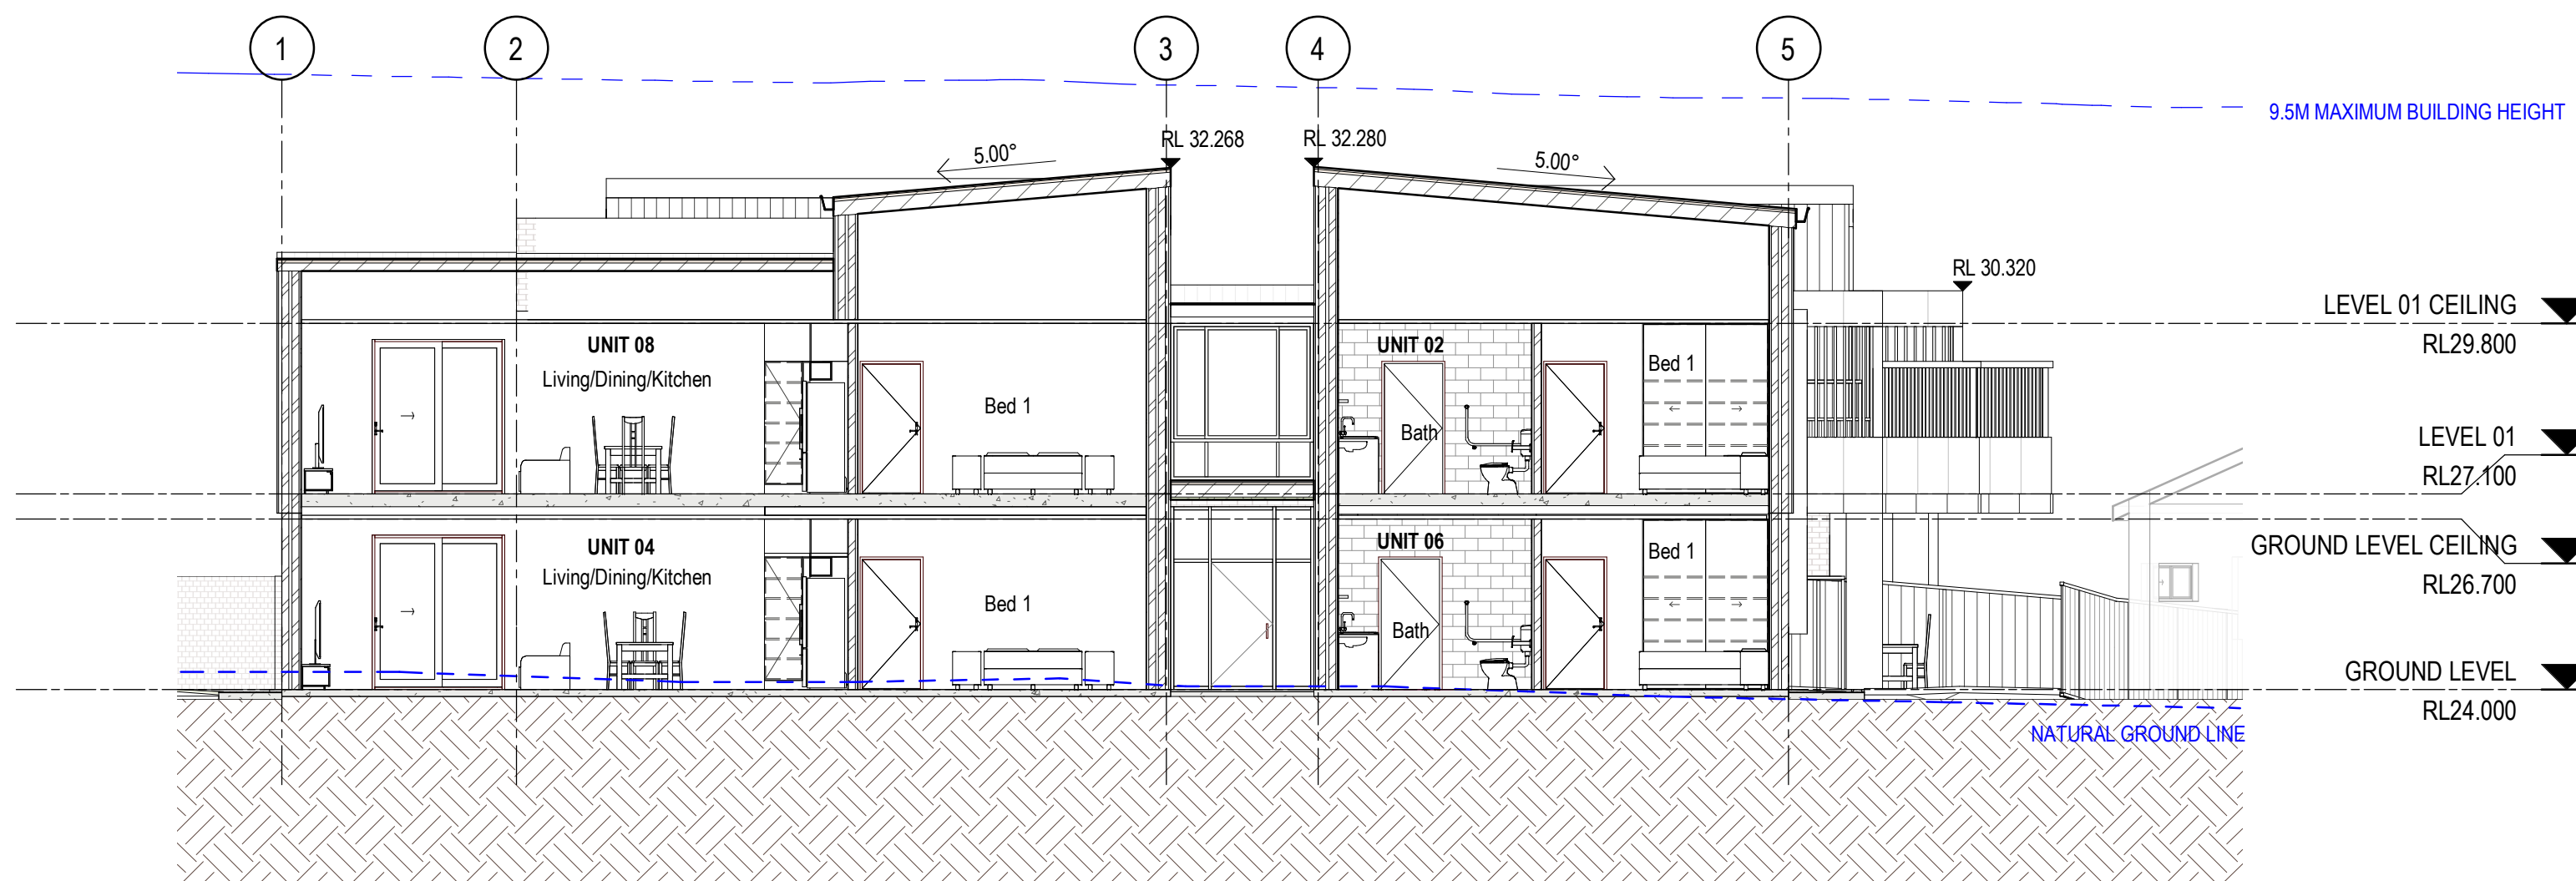 1
2
3
4
5
9.5M MAXIMUM BUILDING HEIGHT
RL 32.268
RL 32.280
5.00°
5.00°
RL 30.320
LEVEL 01 CEILING
RL29.800
UNIT 08
Living/Dining/Kitchen
Bed 1
UNIT 02
Bath
Bed 1
LEVEL 01
RL27.100
UNIT 04
Living/Dining/Kitchen
Bed 1
UNIT 06
Bath
Bed 1
GROUND LEVEL CEILING
RL26.700
GROUND LEVEL
RL24.000
NATURAL GROUND LINE